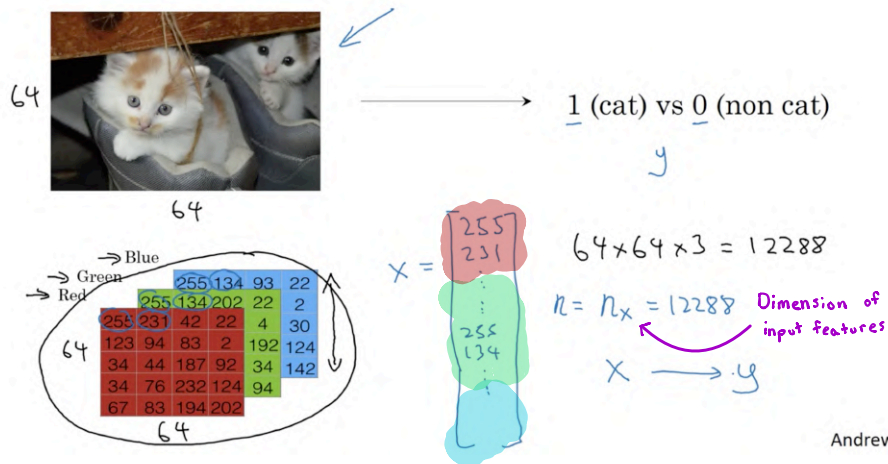 64
64
1 (cat) vs 0 (non cat)
y
→ Blue
→ Green
→ Red
255 134 93 22
255 134 202 22 2
255 231 42 22 4 30
123 94 83 2 192 124
34 44 187 92 34 142
34 76 232 124 94
67 83 194 202
64
64
x =
255
231
⋮
⋮
255
134
⋮
64 × 64 × 3 = 12288
n = nₓ = 12288
Dimension of
input features
X → y
Andrew